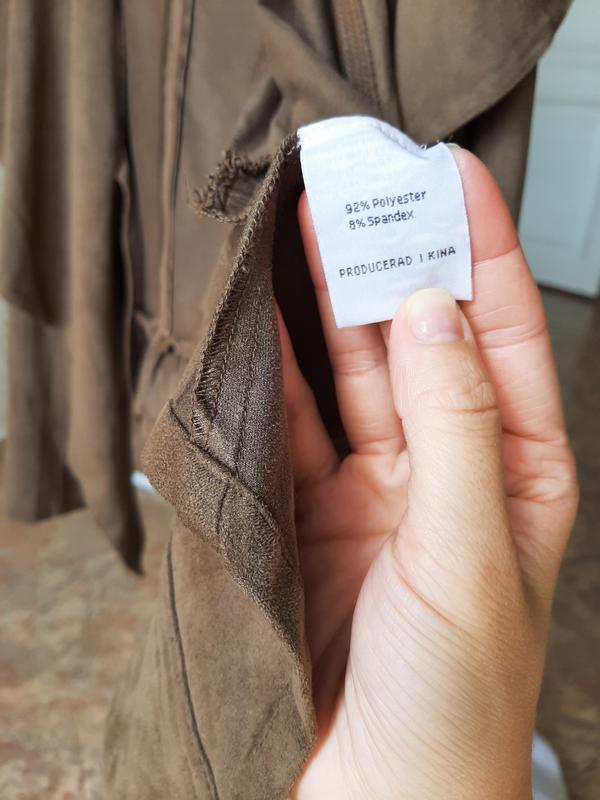 92% Polyester
8% Spandex
PRODUCERAD I KINA